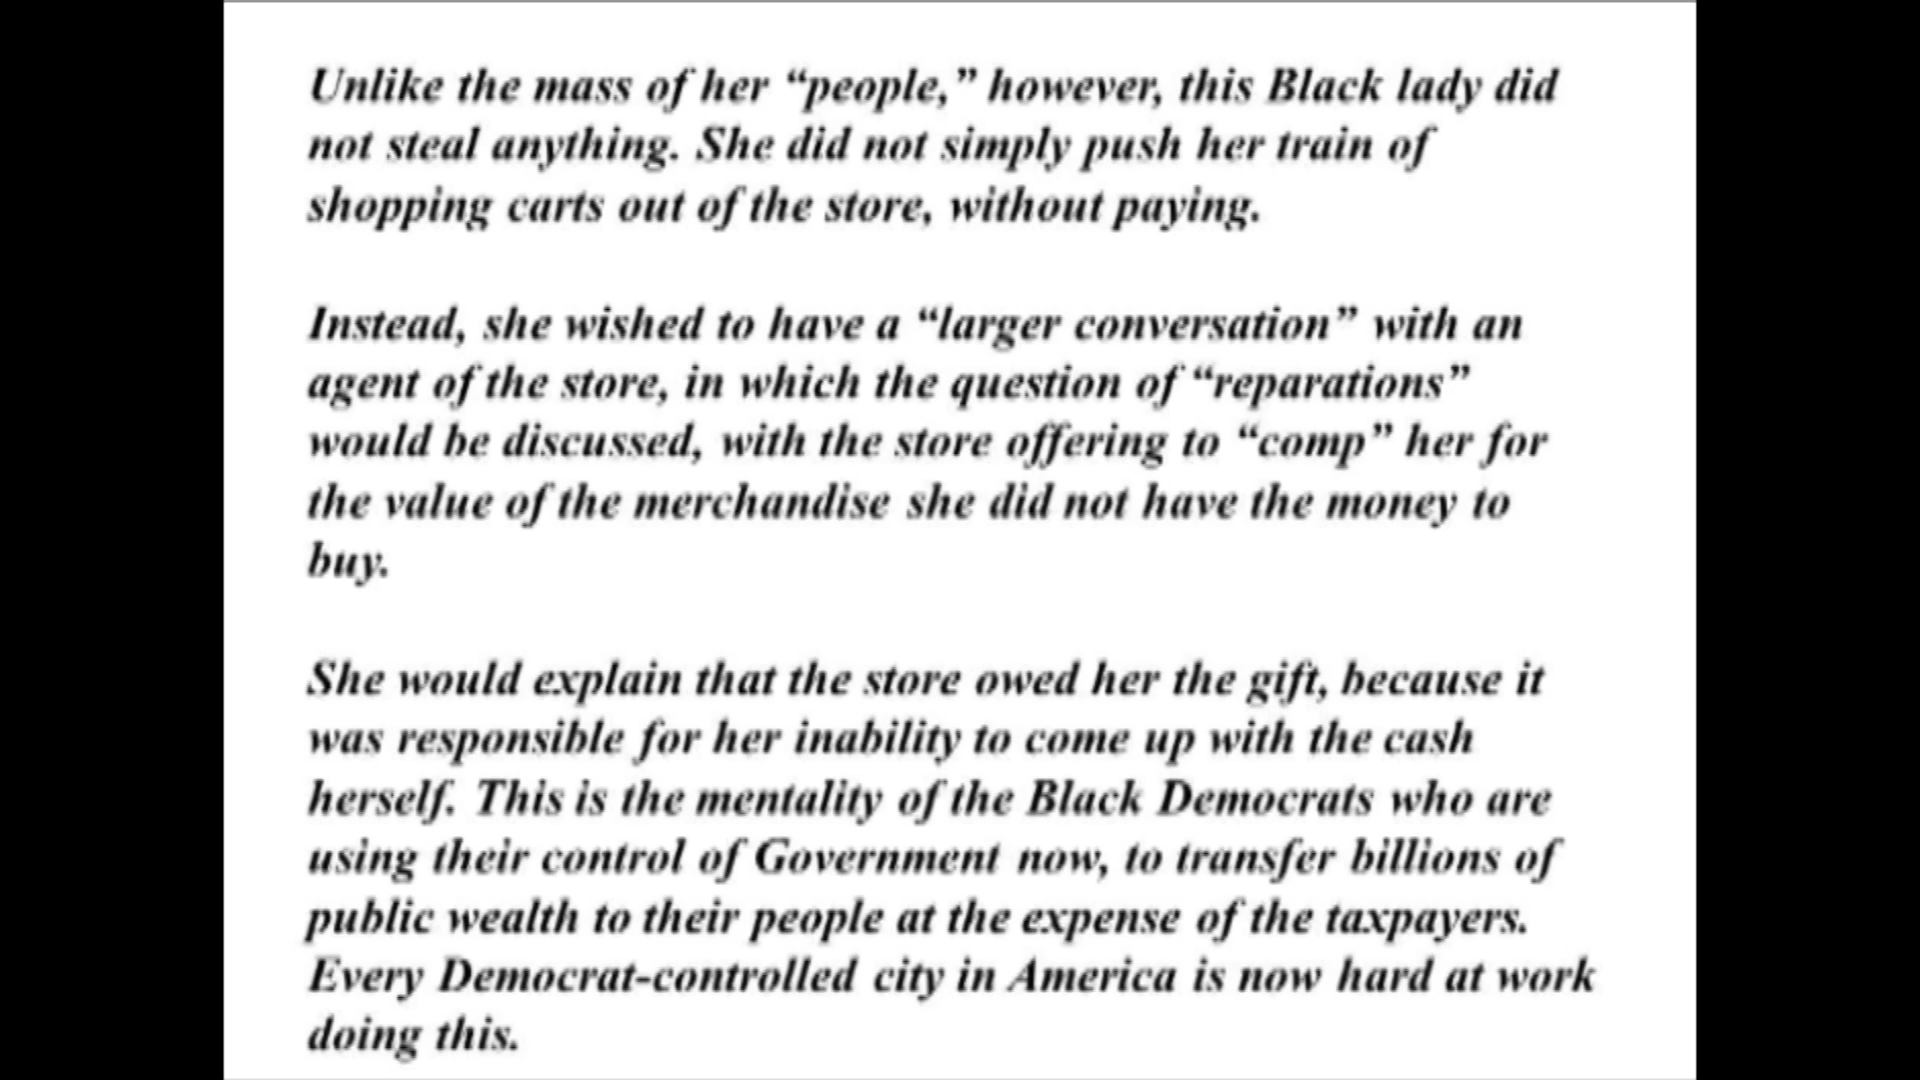 Unlike the mass of her “people,” however, this Black lady did
not steal anything. She did not simply push her train of
shopping carts out of the store, without paying.
Instead, she wished to have a “larger conversation” with an
agent of the store, in which the question of “reparations”
would be discussed, with the store offering to “comp” her for
the value of the merchandise she did not have the money to
buy.
She would explain that the store owed her the gift, because it
was responsible for her inability to come up with the cash
herself. This is the mentality of the Black Democrats who are
using their control of Government now, to transfer billions of
public wealth to their people at the expense of the taxpayers.
Every Democrat-controlled city in America is now hard at work
doing this.